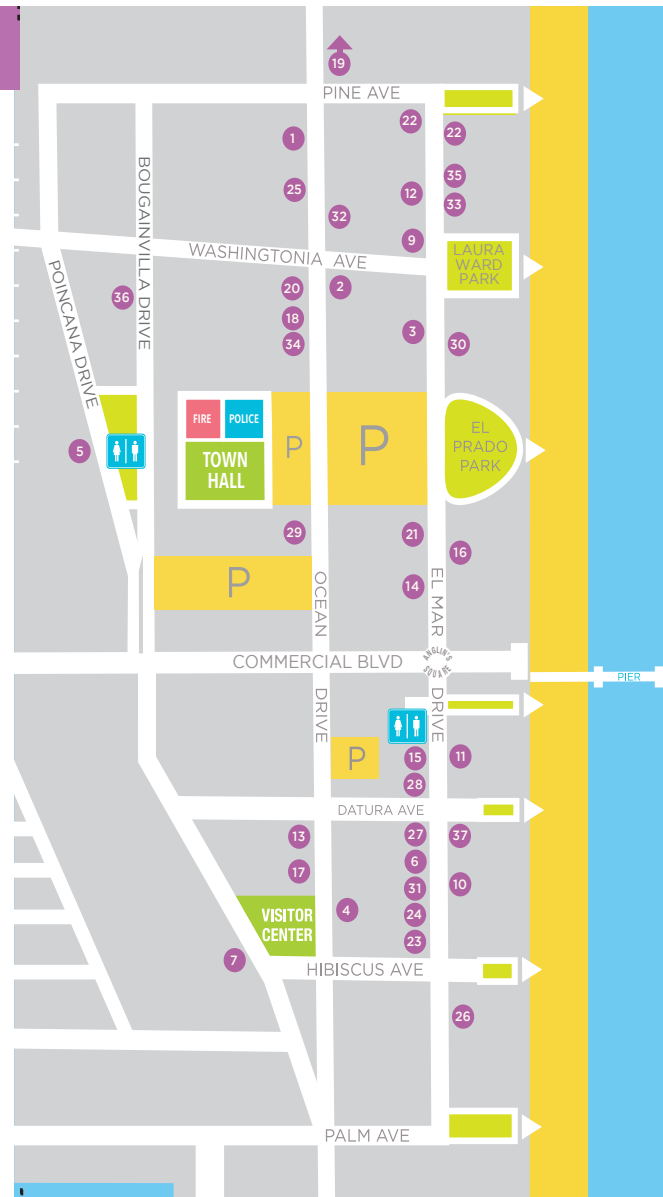 19
PINE AVE
22
22
1
BOUGAINVILLA DRIVE
35
25
12
33
32
9
WASHINGTONIA AVE
LAURA
WARD
PARK
POINCANA DRIVE
36
20
2
18
3
34
30
FIRE
POLICE
P
P
EL
PRADO
PARK
5
TOWN
HALL
29
21
16
P
14
OCEAN
EL MAR
COMMERCIAL BLVD
ANGLIN'S
SQUARE
PIER
DRIVE
DRIVE
P
15
11
28
DATURA AVE
13
27
37
6
17
10
31
4
24
VISITOR
CENTER
23
7
HIBISCUS AVE
26
PALM AVE